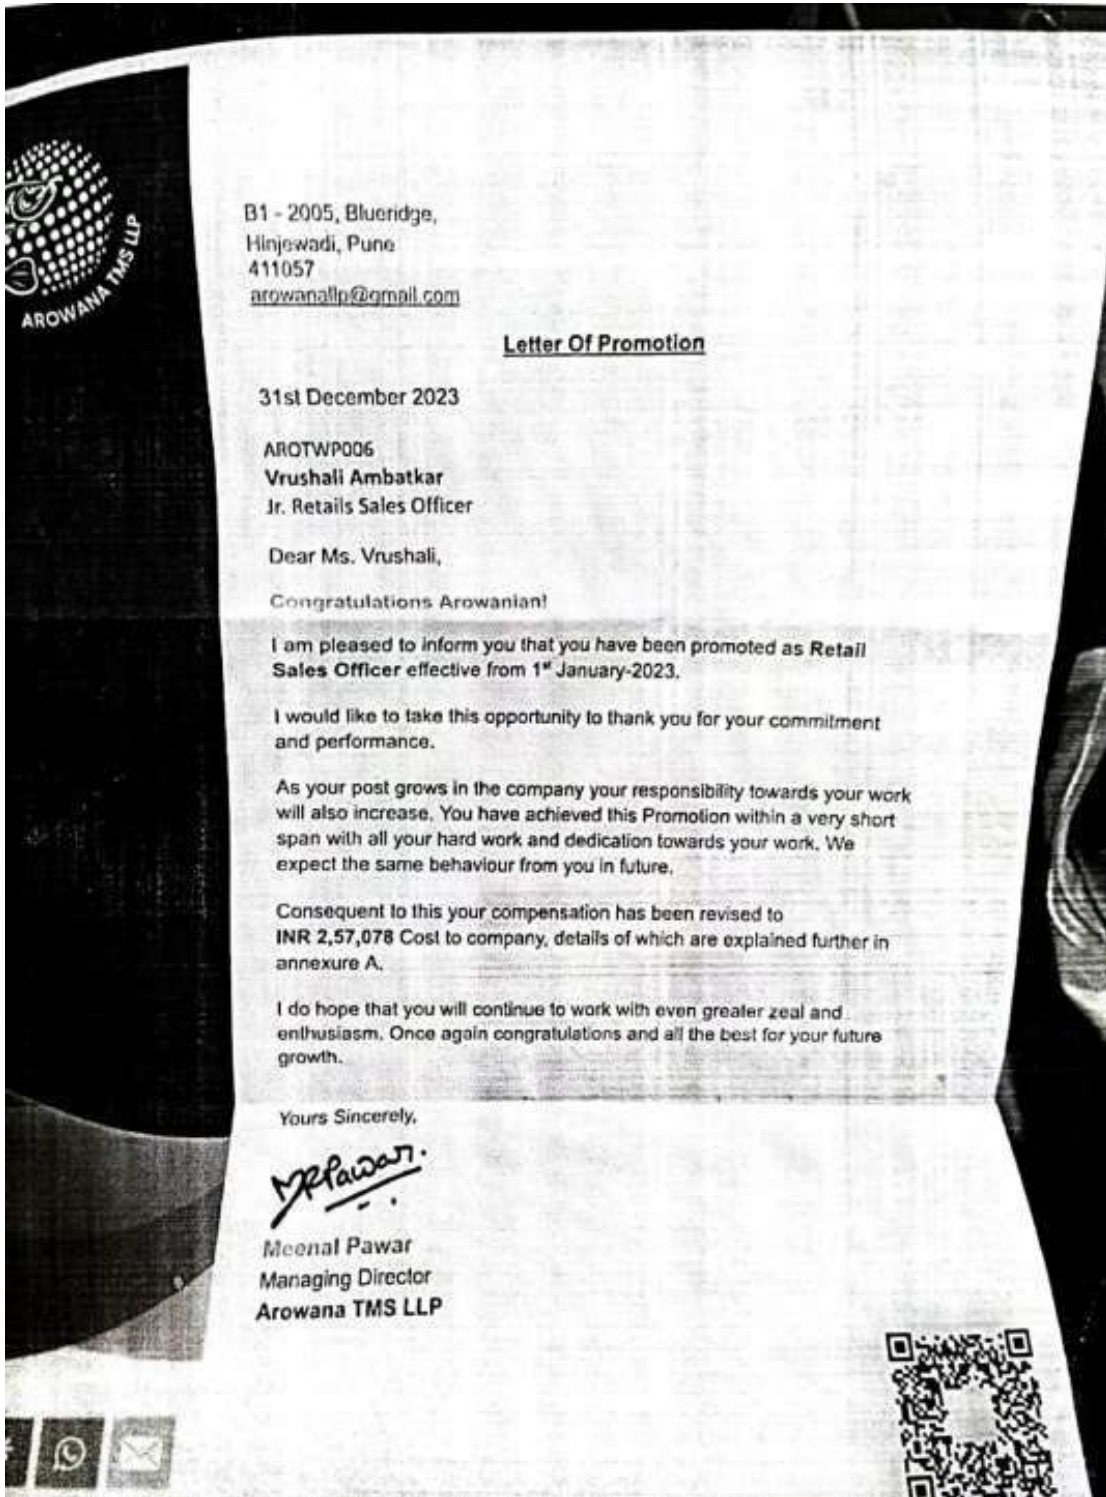 AROWANA TMS LLP
B1 - 2005, Blueridge,
Hinjewadi, Pune
411057
arowanallp@gmail.com
Letter Of Promotion
31st December 2023
AROTWP006
Vrushali Ambatkar
Jr. Retails Sales Officer
Dear Ms. Vrushali,
Congratulations Arowanian!
I am pleased to inform you that you have been promoted as Retail
Sales Officer effective from 1st January-2023.
I would like to take this opportunity to thank you for your commitment
and performance.
As your post grows in the company your responsibility towards your work
will also increase. You have achieved this Promotion within a very short
span with all your hard work and dedication towards your work. We
expect the same behaviour from you in future.
Consequent to this your compensation has been revised to
INR 2,57,078 Cost to company, details of which are explained further in
annexure A.
I do hope that you will continue to work with even greater zeal and
enthusiasm. Once again congratulations and all the best for your future
growth.
Yours Sincerely,
MRPawar.
Meenal Pawar
Managing Director
Arowana TMS LLP